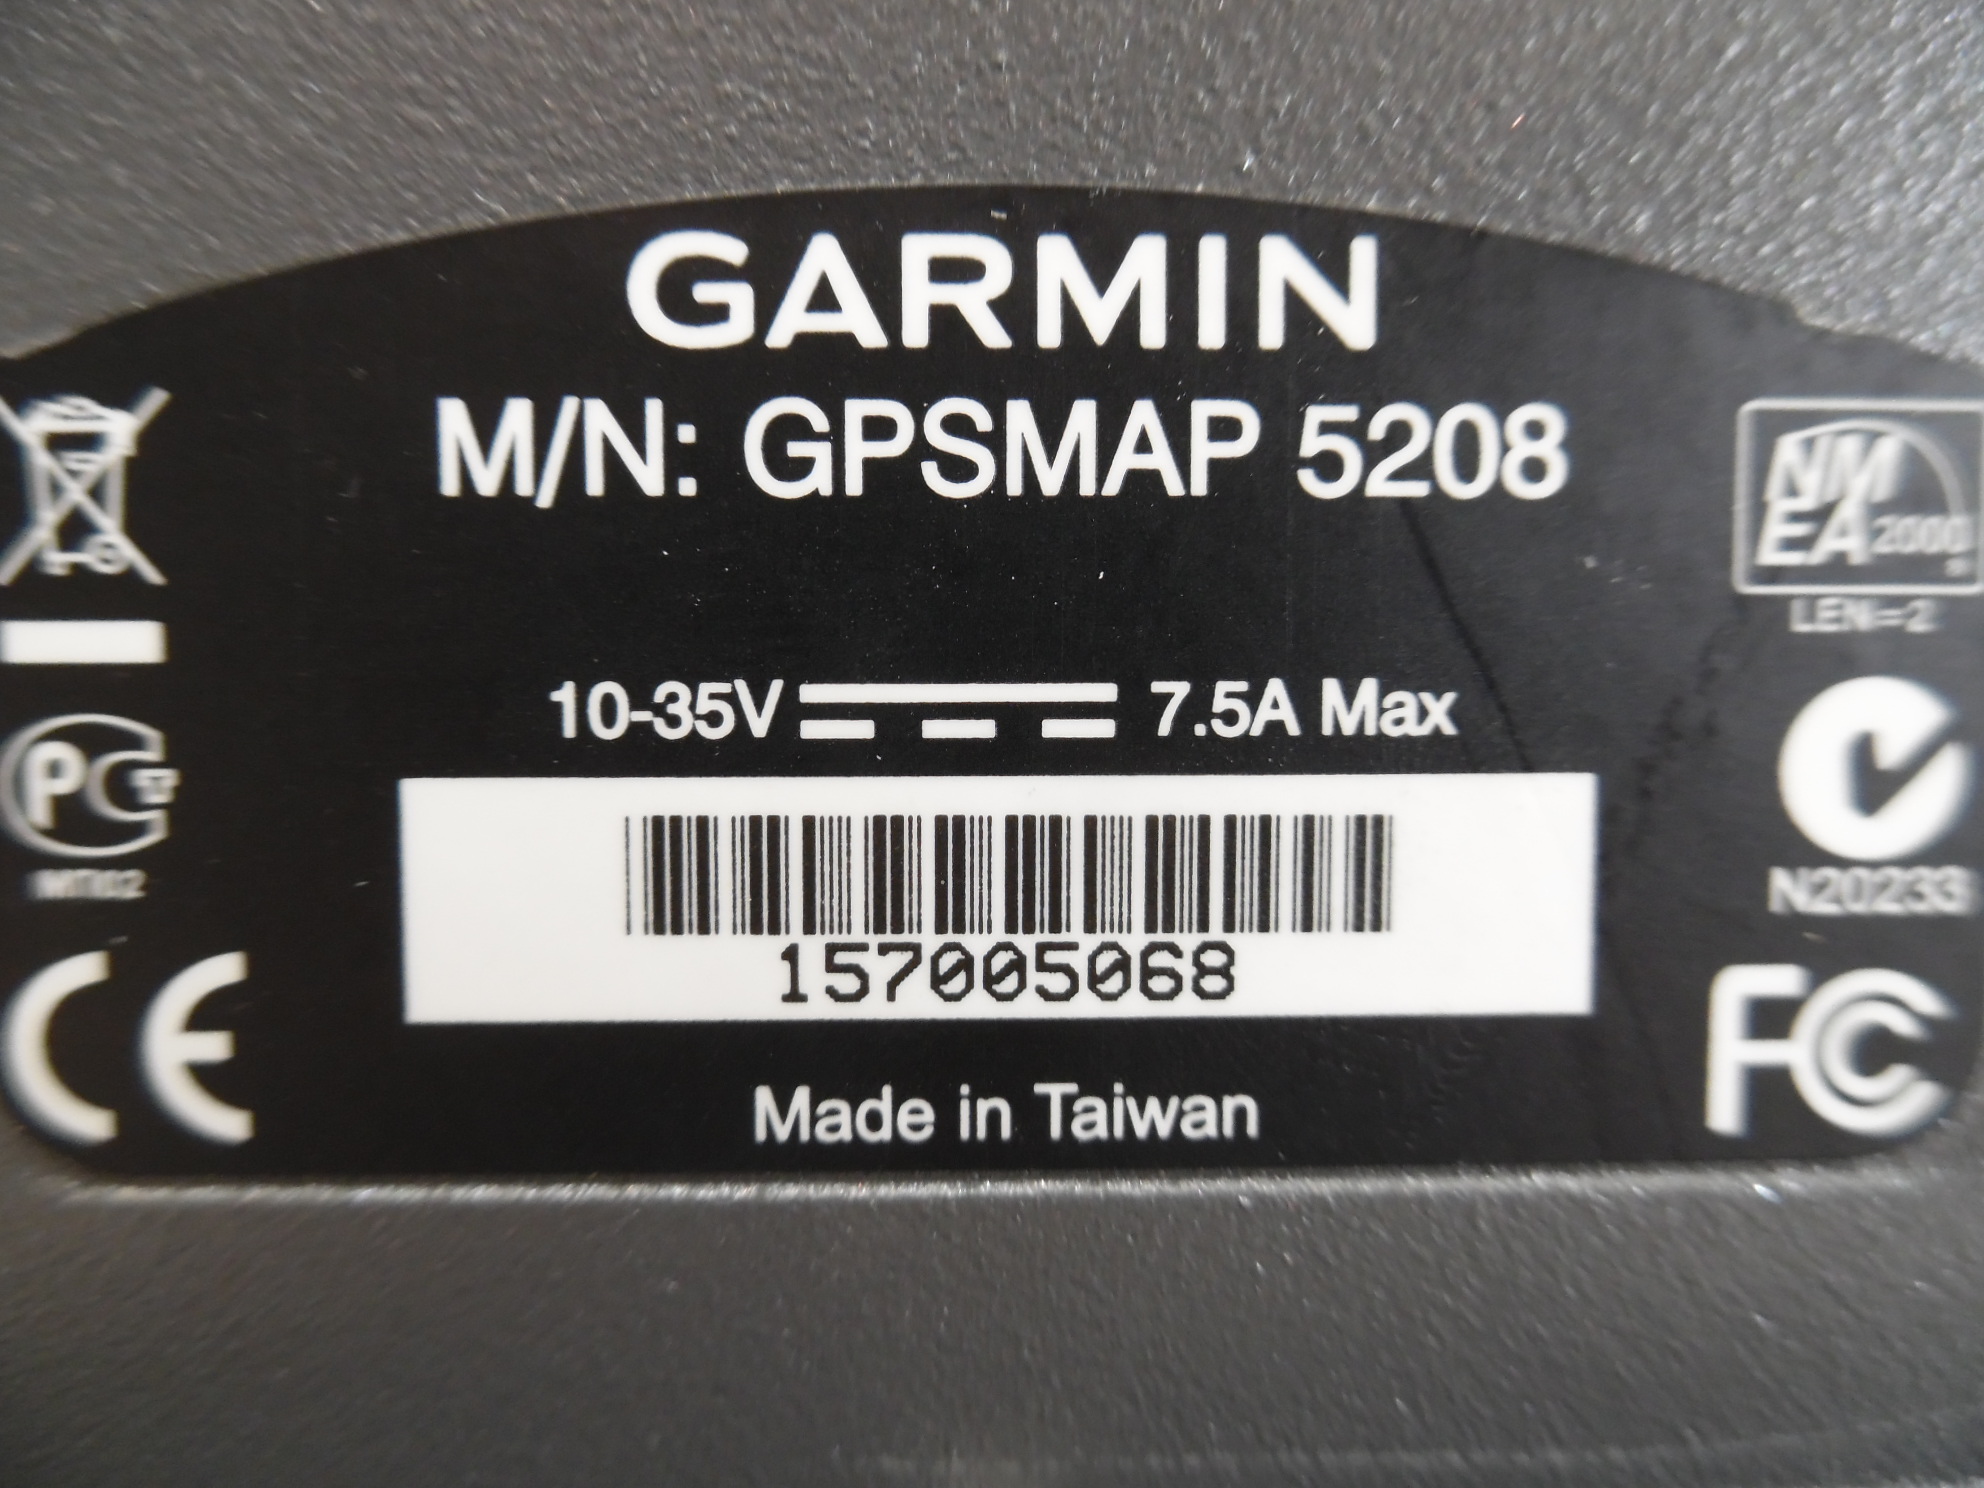 GARMIN
M/N: GPSMAP 5208
NMEA 2000
LEN=2
10-35V 7.5A Max
PCT
N20233
157005068
CE
FC
Made in Taiwan